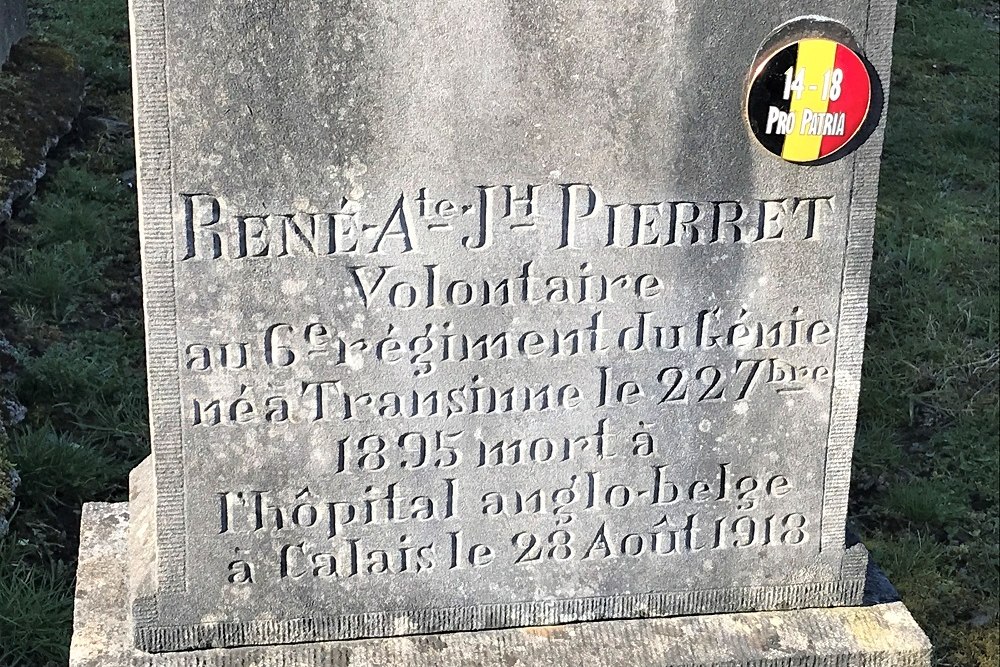 14-18
PRO PATRIA
RENÉ-Ate-JH PIERRET
Volontaire
au 6e régiment du Génie
né à Transinne le 22 7bre
1895 mort à
l'hôpital anglo-belge
à Calais le 28 Août 1918